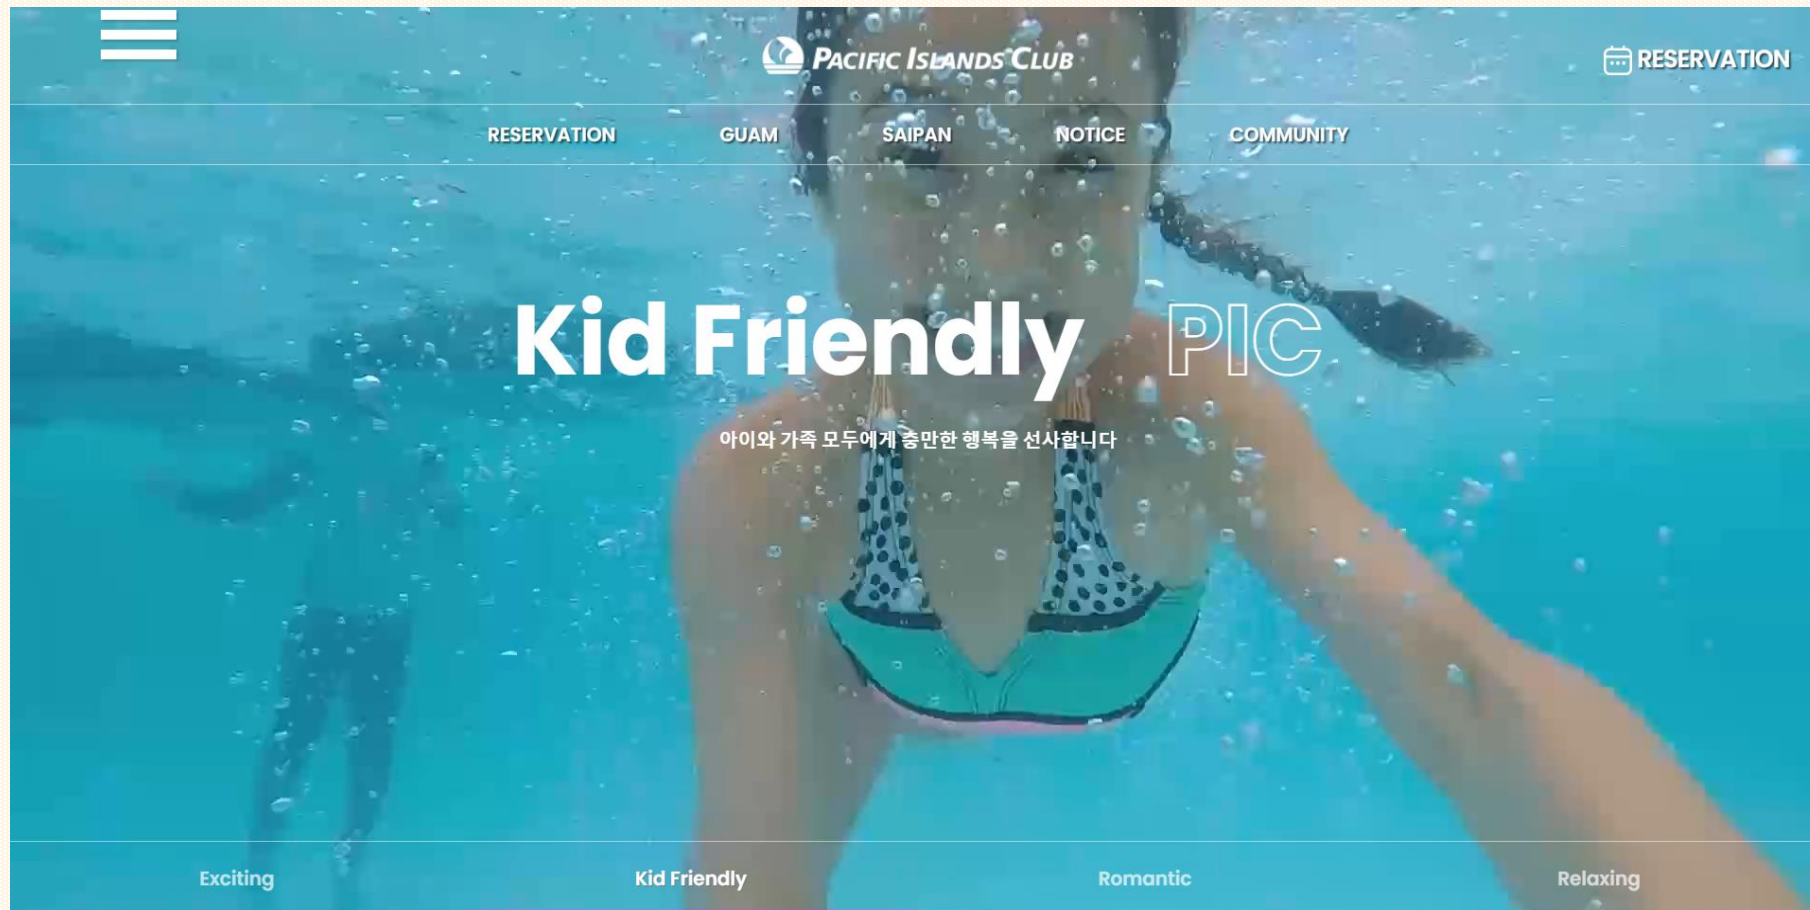 PACIFIC ISLANDS CLUB
RESERVATION
RESERVATION GUAM SAIPAN NOTICE COMMUNITY
Kid Friendly PIC
아이와 가족 모두에게 충만한 행복을 선사합니다
Exciting Kid Friendly Romantic Relaxing